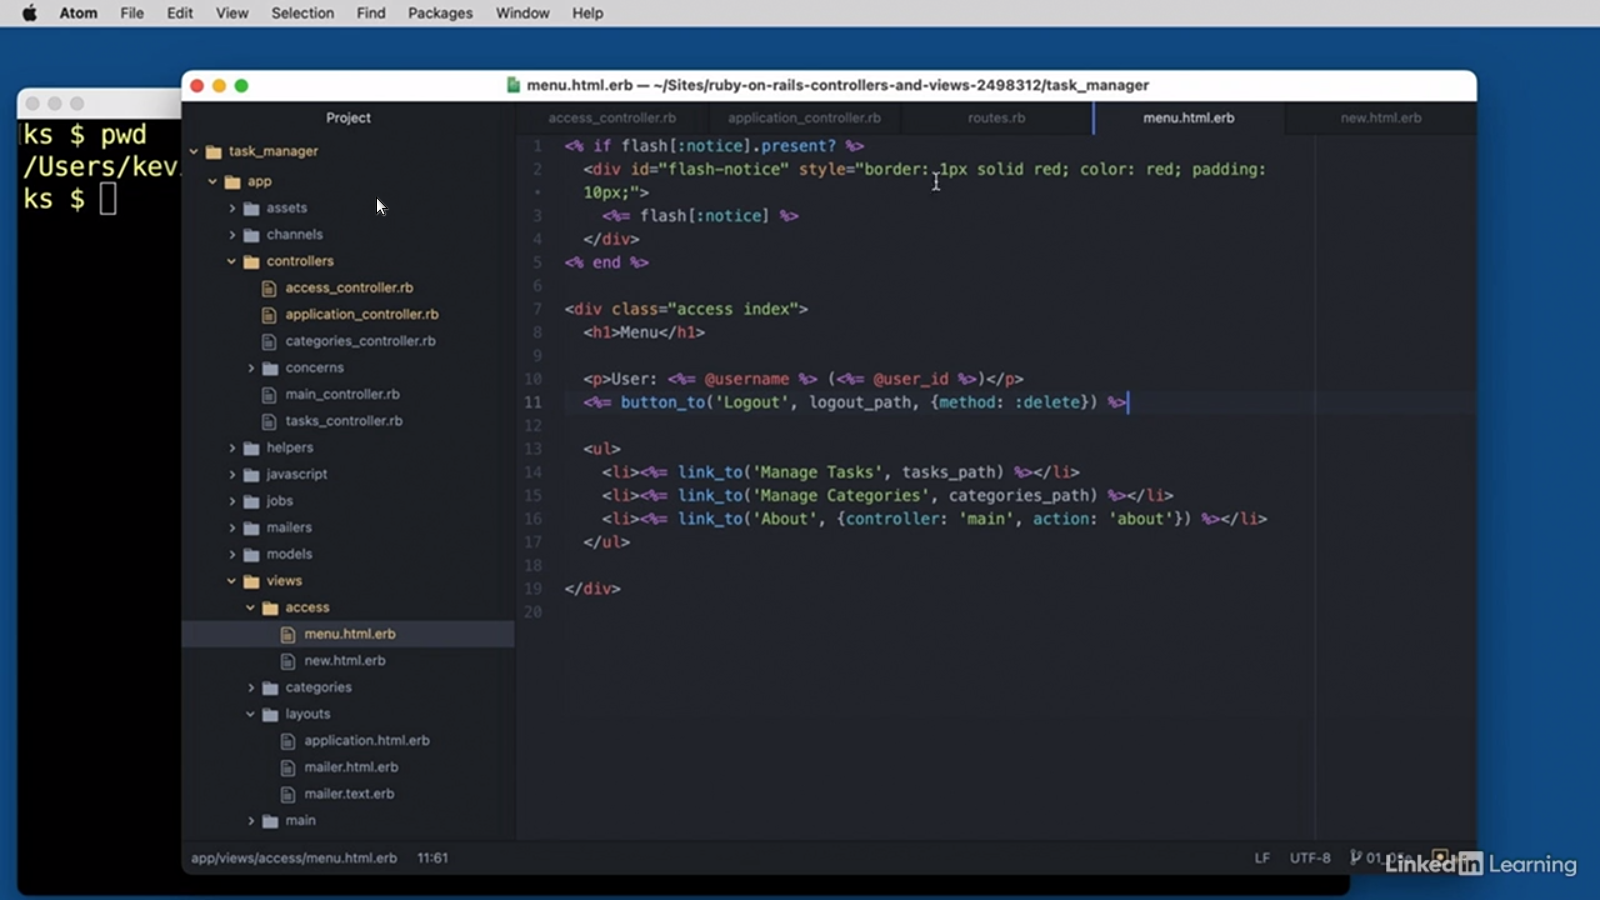 Atom File Edit View Selection Find Packages Window Help
menu.html.erb — ~/Sites/ruby-on-rails-controllers-and-views-2498312/task_manager
ks $ pwd
/Users/kev
ks $
Project
task_manager
app
assets
channels
controllers
access_controller.rb
application_controller.rb
categories_controller.rb
concerns
main_controller.rb
tasks_controller.rb
helpers
javascript
jobs
mailers
models
views
access
menu.html.erb
new.html.erb
categories
layouts
application.html.erb
mailer.html.erb
mailer.text.erb
main
access_controller.rb application_controller.rb routes.rb menu.html.erb new.html.erb
1 <% if flash[:notice].present? %>
2 <div id="flash-notice" style="border: 1px solid red; color: red; padding:
• 10px;">
3 <%= flash[:notice] %>
4 </div>
5 <% end %>
6
7 <div class="access index">
8 <h1>Menu</h1>
9
10 <p>User: <%= @username %> (<%= @user_id %>)</p>
11 <%= button_to('Logout', logout_path, {method: :delete}) %>
12
13 <ul>
14 <li><%= link_to('Manage Tasks', tasks_path) %></li>
15 <li><%= link_to('Manage Categories', categories_path) %></li>
16 <li><%= link_to('About', {controller: 'main', action: 'about'}) %></li>
17 </ul>
18
19 </div>
20
app/views/access/menu.html.erb 11:61 LF UTF-8
Linked in Learning